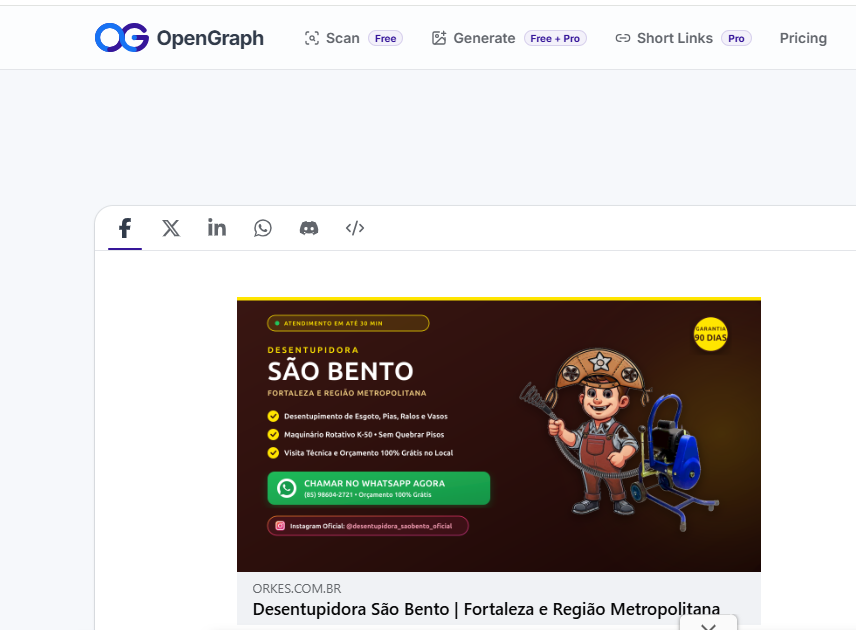 OpenGraph
Scan Free
Generate Free + Pro
Short Links Pro
Pricing
ATENDIMENTO EM ATÉ 30 MIN
GARANTIA
90 DIAS
DESENTUPIDORA
SÃO BENTO
FORTALEZA E REGIÃO METROPOLITANA
Desentupimento de Esgoto, Pias, Ralos e Vasos
Maquinário Rotativo K-50 • Sem Quebrar Pisos
Visita Técnica e Orçamento 100% Grátis no Local
CHAMAR NO WHATSAPP AGORA
(85) 98604-2721 • Orçamento 100% Grátis
Instagram Oficial: @desentupidora_saobento_oficial
ORKES.COM.BR
Desentupidora São Bento | Fortaleza e Região Metropolitana